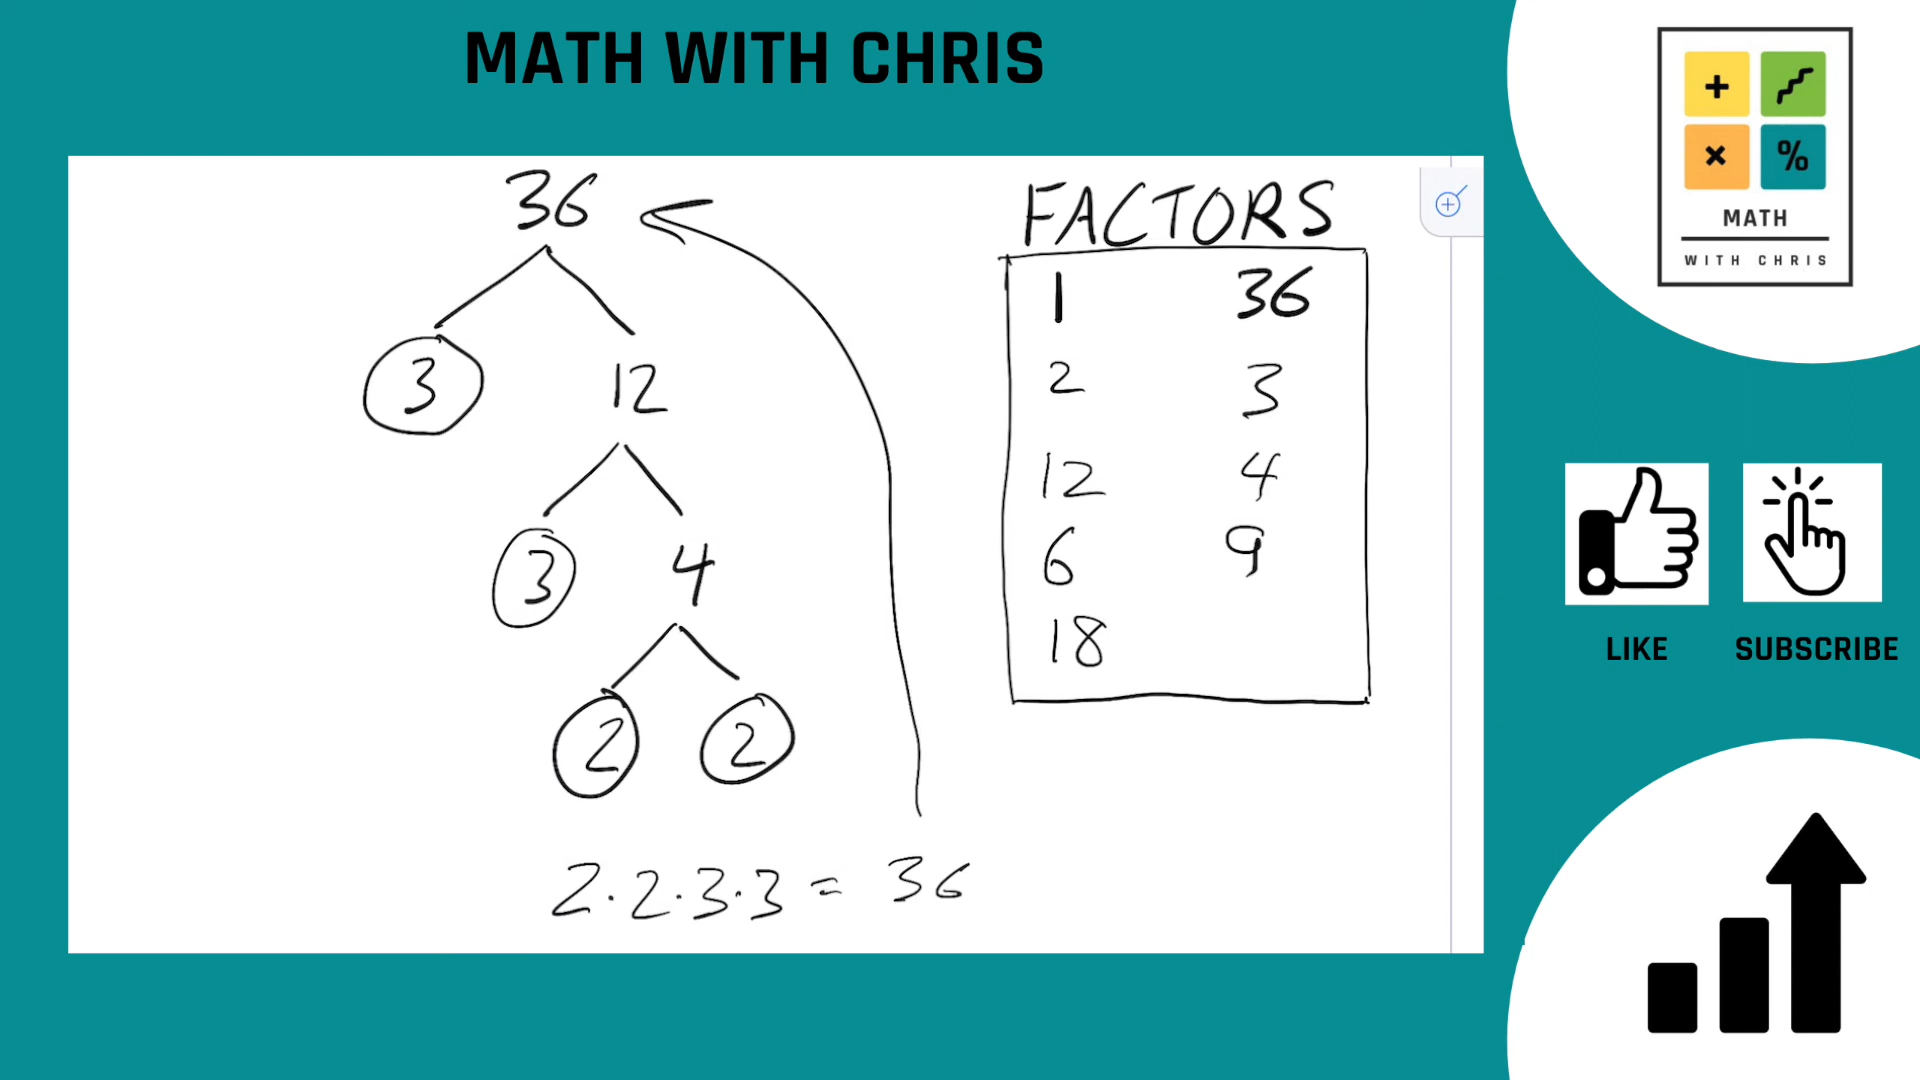 MATH WITH CHRIS
36
3 12
3 4
2 2
2·2·3·3 = 36
FACTORS
1 36
2 3
12 4
6 9
18
+
× %
MATH
WITH CHRIS
LIKE SUBSCRIBE